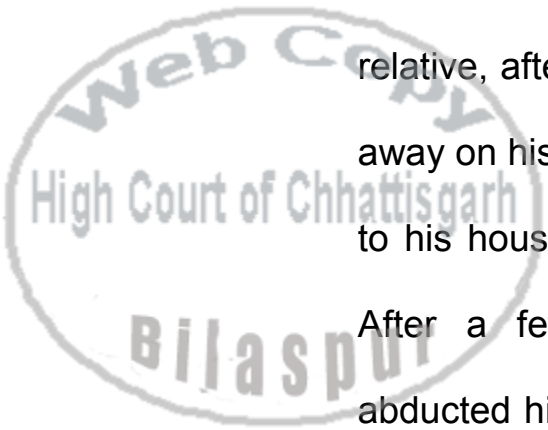 Web Copy
relative, afte
away on his
High Court of Chhattisgarh
to his hous
After a fe
Bilaspur
abducted hi